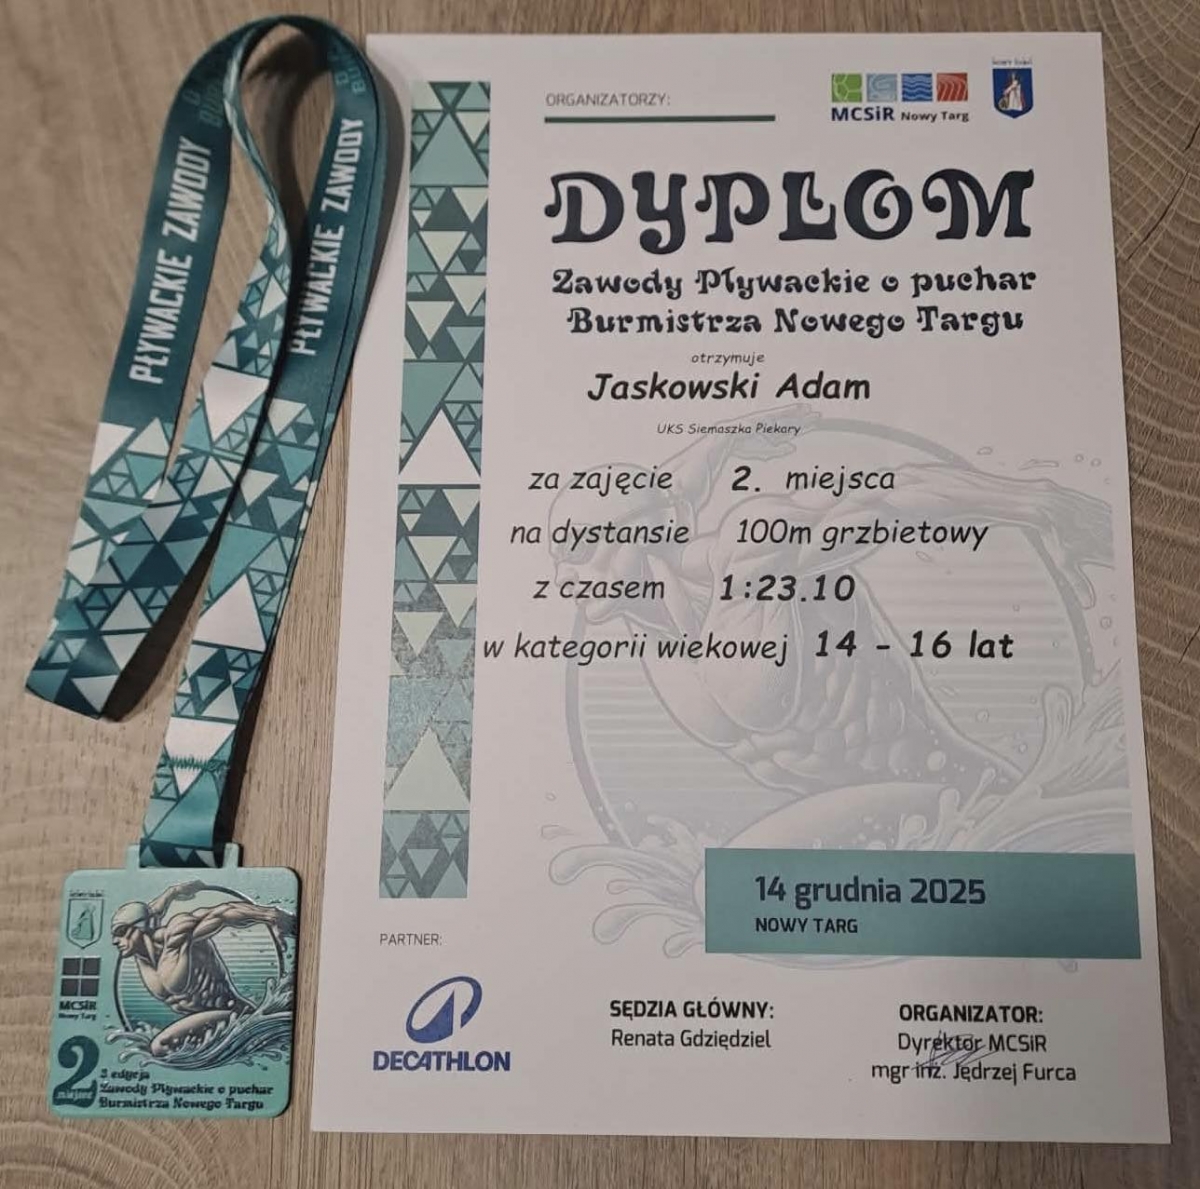 PŁYWACKIE ZAWODY
PŁYWACKIE ZAWODY
ORGANIZATORZY:
MCSiR Nowy Targ
DYPLOM
Zawody Pływackie o puchar
Burmistrza Nowego Targu
otrzymuje
Jaskowski Adam
UKS Siemaszka Piekary
za zajęcie 2. miejsca
na dystansie 100m grzbietowy
z czasem 1:23.10
w kategorii wiekowej 14 - 16 lat
14 grudnia 2025
NOWY TARG
PARTNER:
DECATHLON
SĘDZIA GŁÓWNY:
Renata Gdziędziel
ORGANIZATOR:
Dyrektor MCSiR
mgr inż. Jędrzej Furca
MCSiR
Nowy Targ
2
miejsce
3 edycja
Zawody Pływackie o puchar
Burmistrza Nowego Targu